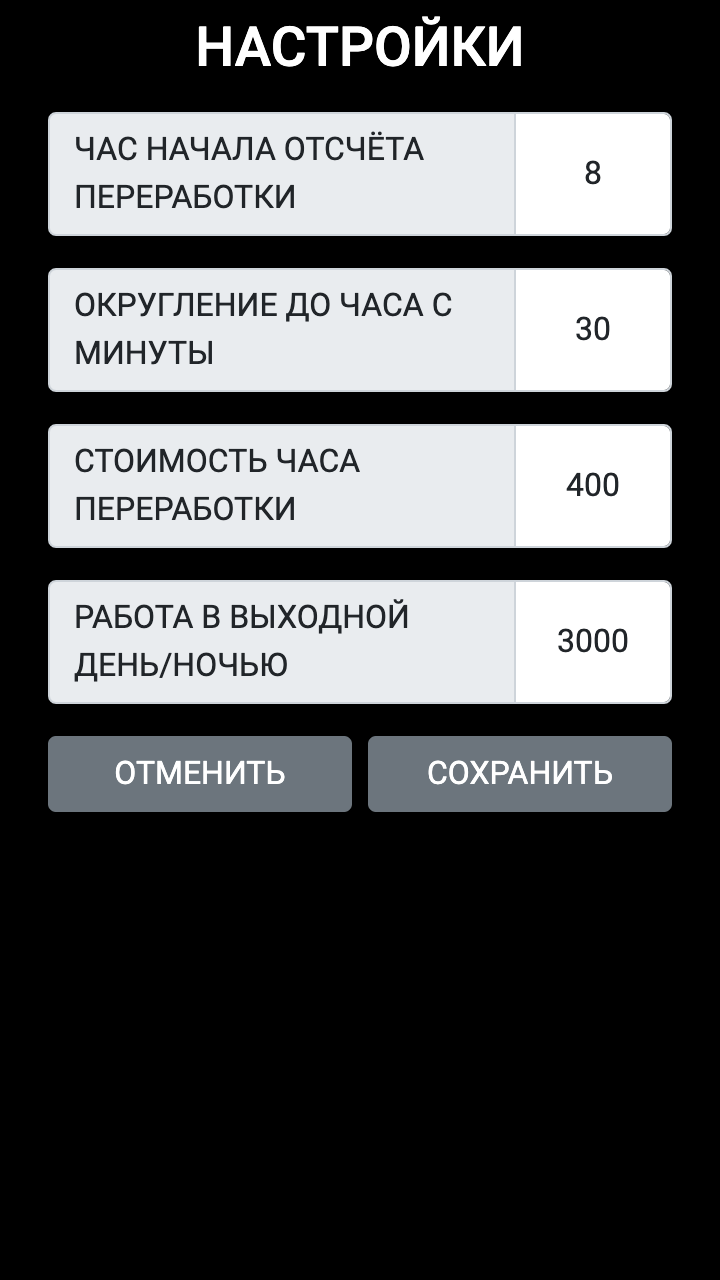 НАСТРОЙКИ
ЧАС НАЧАЛА ОТСЧЁТА
ПЕРЕРАБОТКИ
8
ОКРУГЛЕНИЕ ДО ЧАСА С
МИНУТЫ
30
СТОИМОСТЬ ЧАСА
ПЕРЕРАБОТКИ
400
РАБОТА В ВЫХОДНОЙ
ДЕНЬ/НОЧЬЮ
3000
ОТМЕНИТЬ
СОХРАНИТЬ